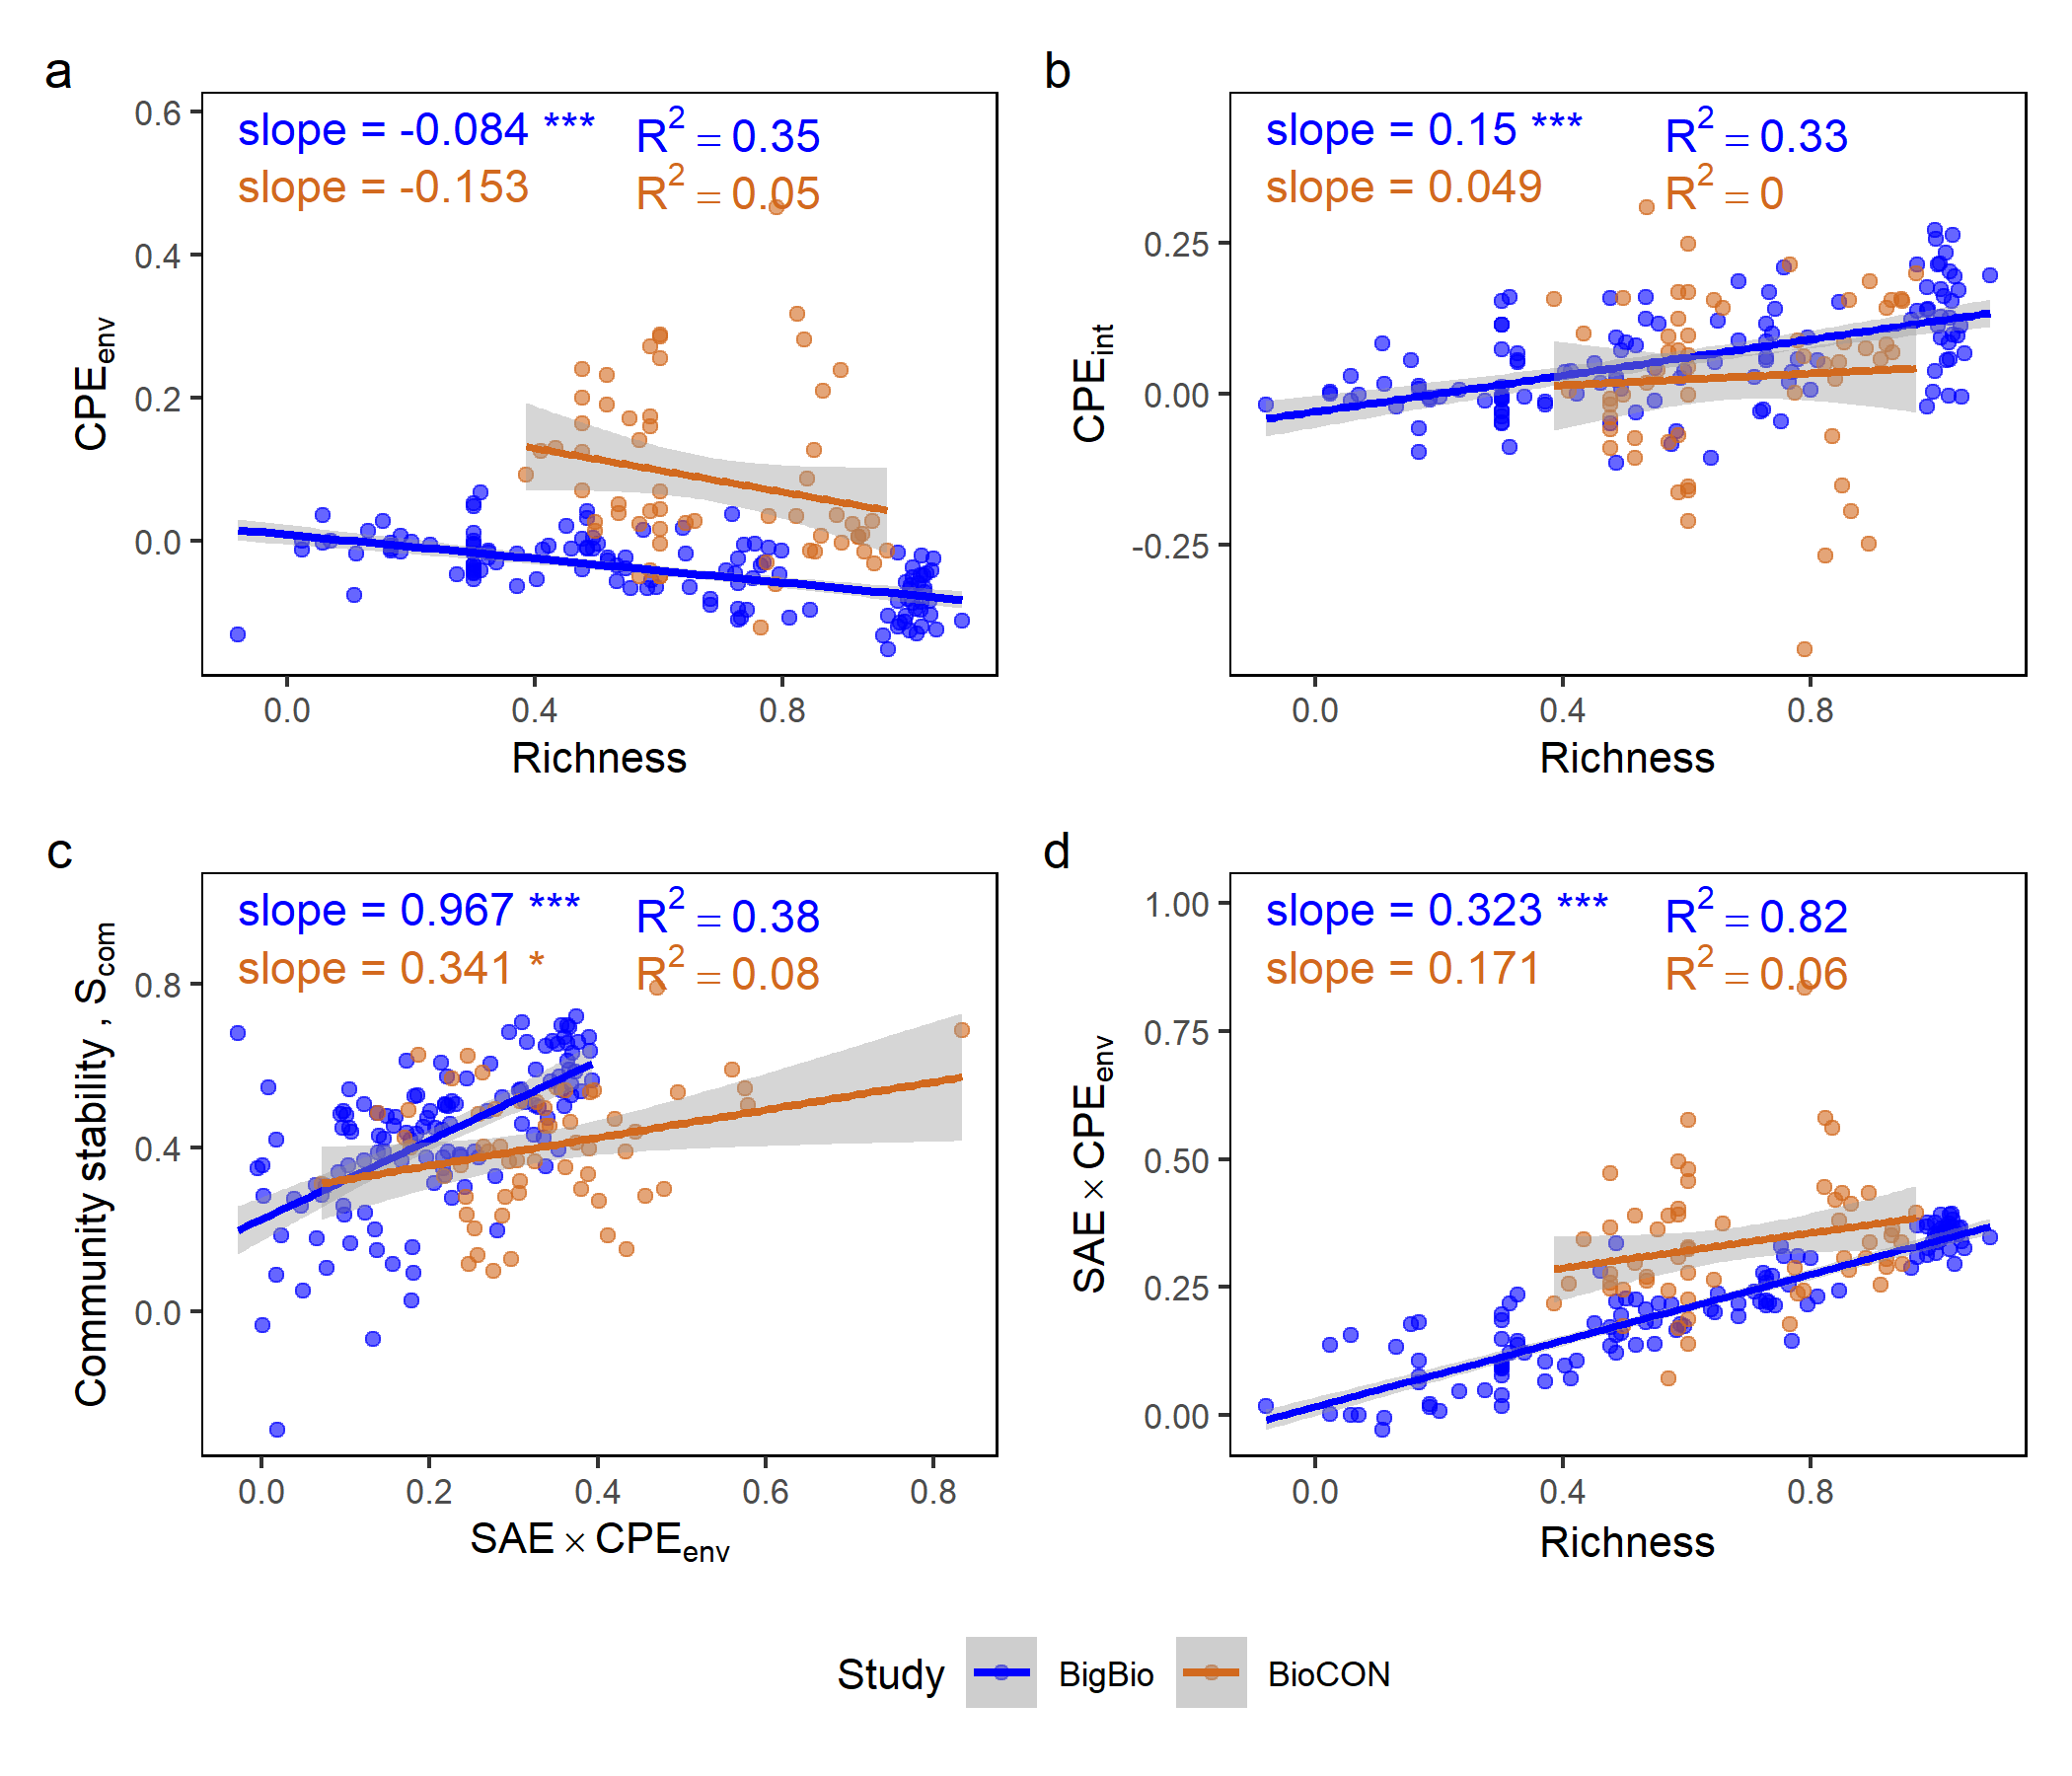 a
slope = -0.084 *** R² = 0.35
slope = -0.153 R² = 0.05
0.6
0.4
0.2
0.0
CPEenv
0.0 0.4 0.8
Richness
b
slope = 0.15 *** R² = 0.33
slope = 0.049 R² = 0
0.25
0.00
-0.25
CPEint
0.0 0.4 0.8
Richness
c
slope = 0.967 *** R² = 0.38
slope = 0.341 * R² = 0.08
0.8
0.4
0.0
Community stability , Scom
0.0 0.2 0.4 0.6 0.8
SAE × CPEenv
d
slope = 0.323 *** R² = 0.82
slope = 0.171 R² = 0.06
1.00
0.75
0.50
0.25
0.00
SAE × CPEenv
0.0 0.4 0.8
Richness
Study BigBio BioCON